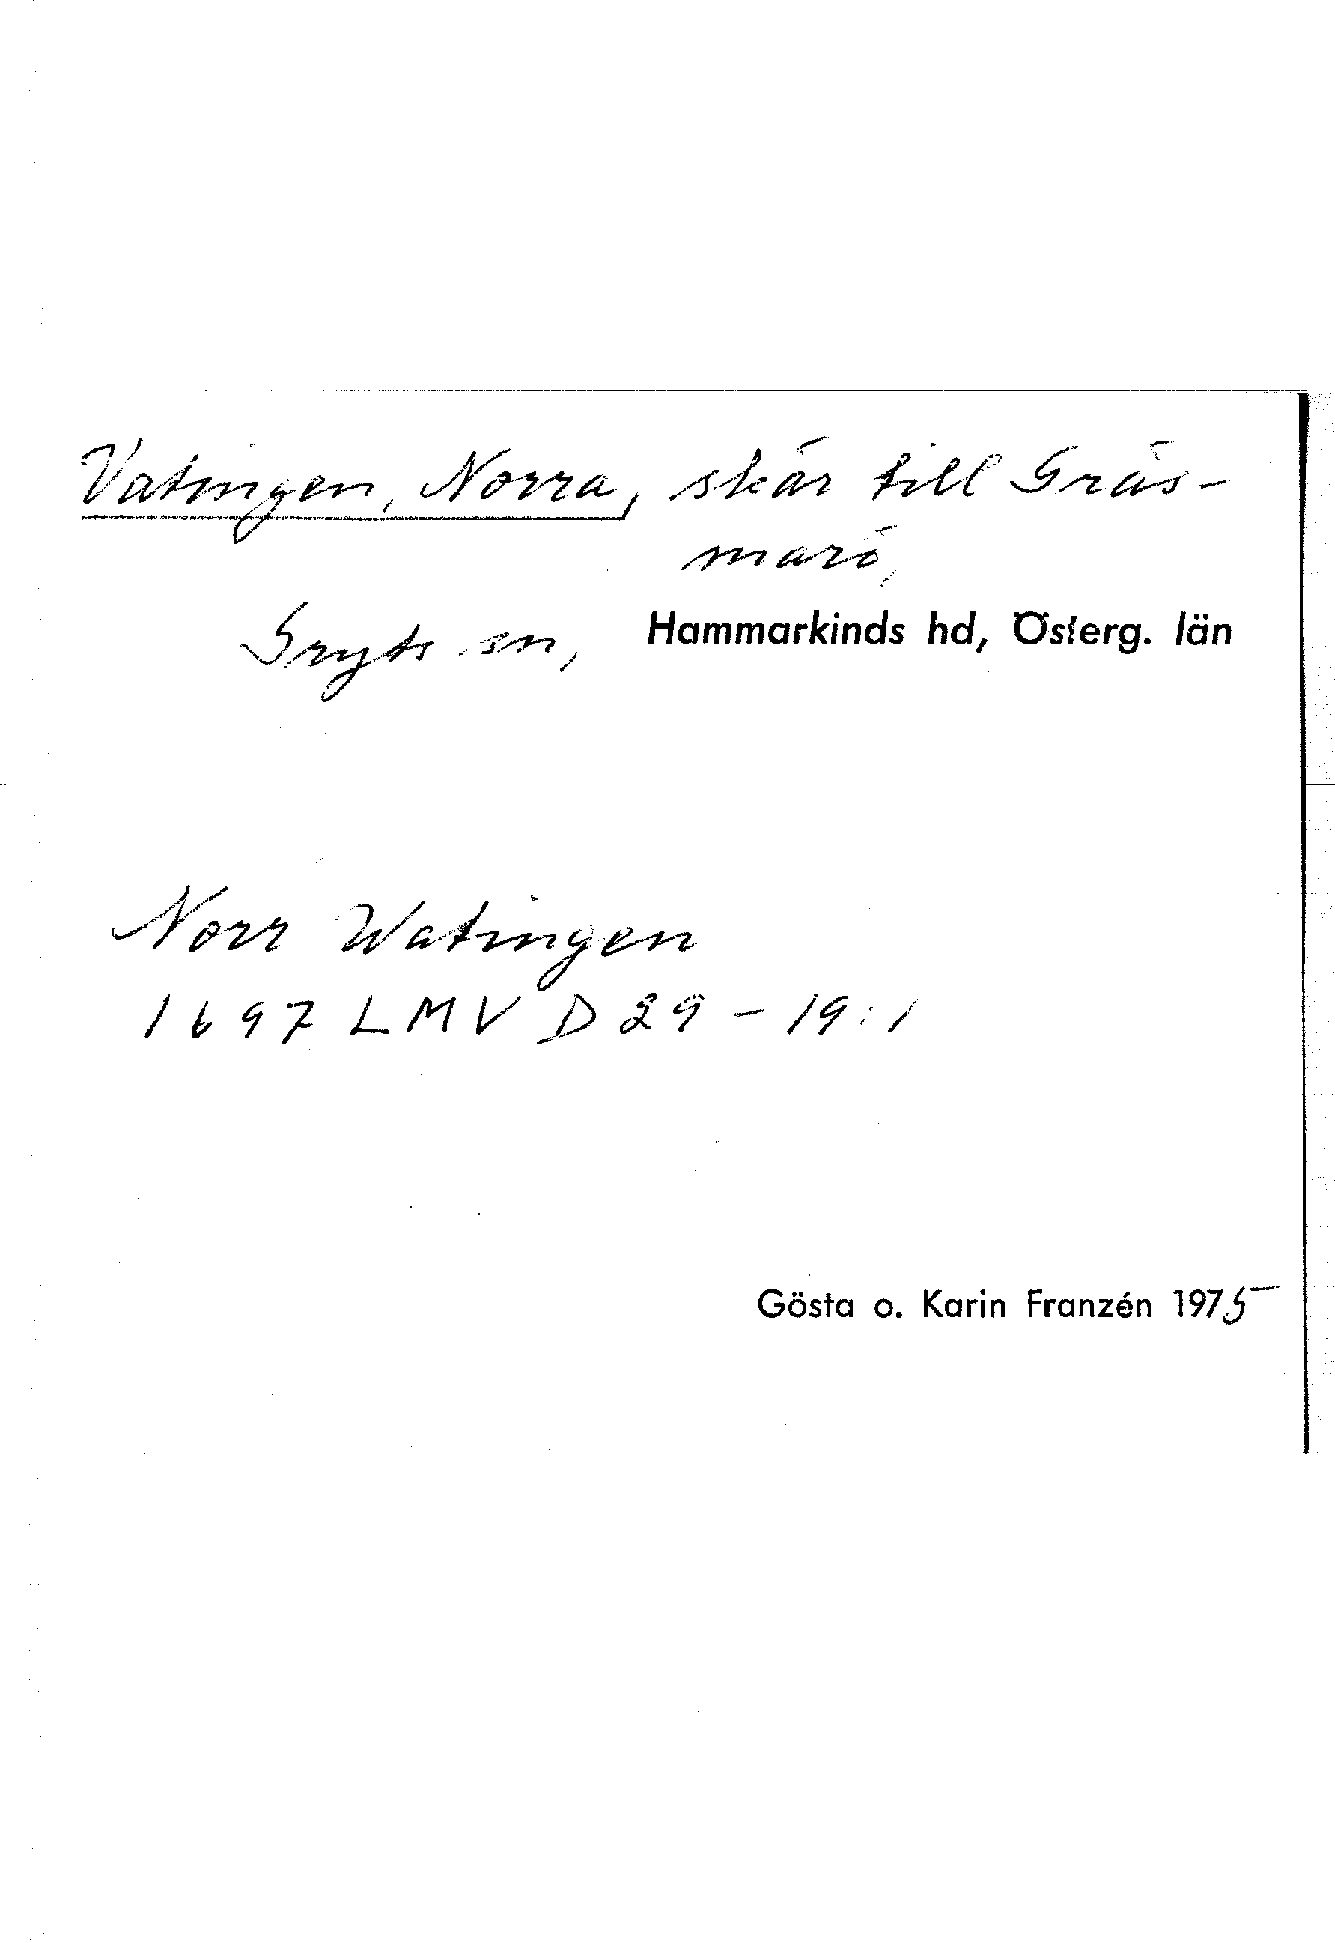 Vatingen, Norra, skär till Gräs-
marö,
Gryts sn, Hammarkinds hd, Österg. län
Norr Watingen
1697 LMV D29-19:1
Gösta o. Karin Franzén 1975